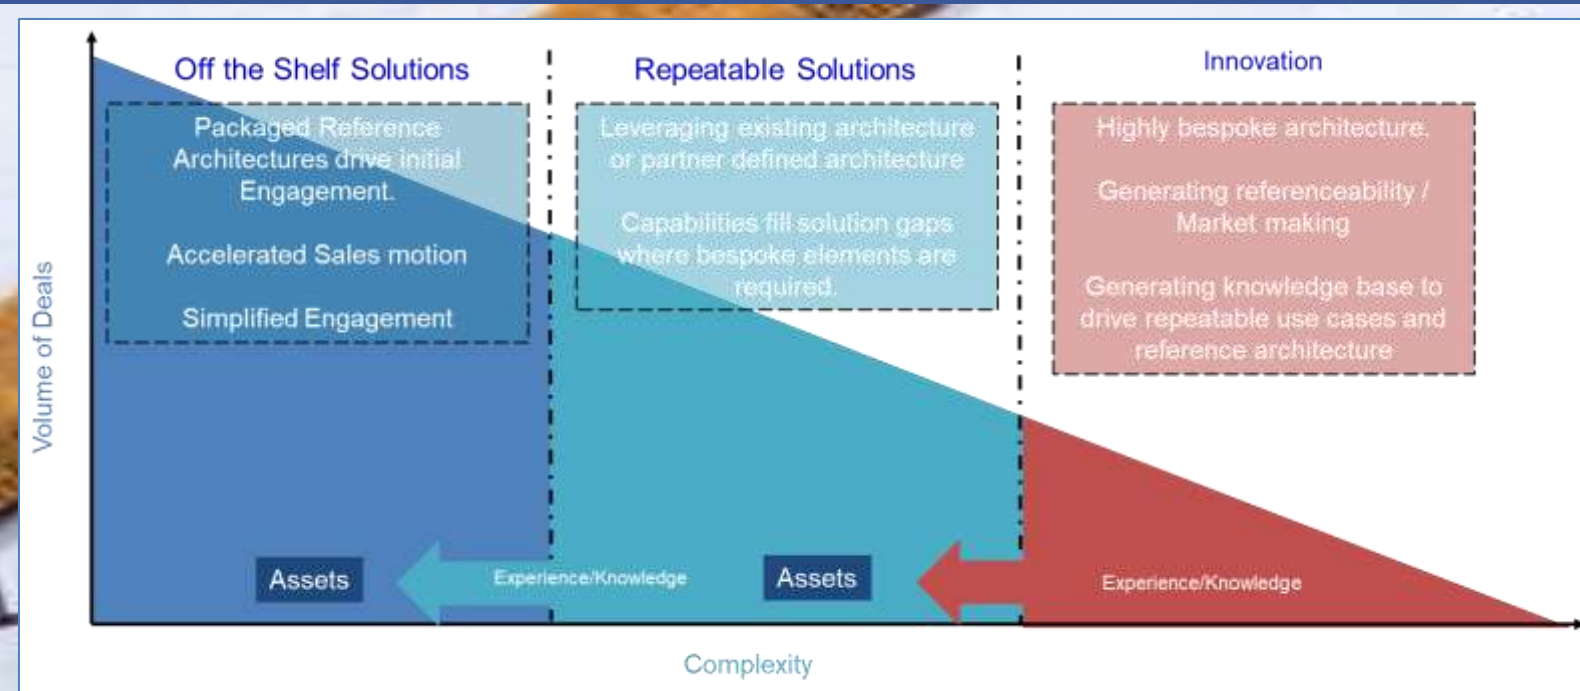 Off the Shelf Solutions
Packaged Reference
Architectures drive initial
Engagement.
Accelerated Sales motion
Simplified Engagement
Repeatable Solutions
Leveraging existing architecture
or partner defined architecture
Capabilities fill solution gaps
where bespoke elements are
required.
Innovation
Highly bespoke architecture.
Generating referenceability /
Market making
Generating knowledge base to
drive repeatable use cases and
reference architecture
Volume of Deals
Assets
Experience/Knowledge
Assets
Experience/Knowledge
Complexity